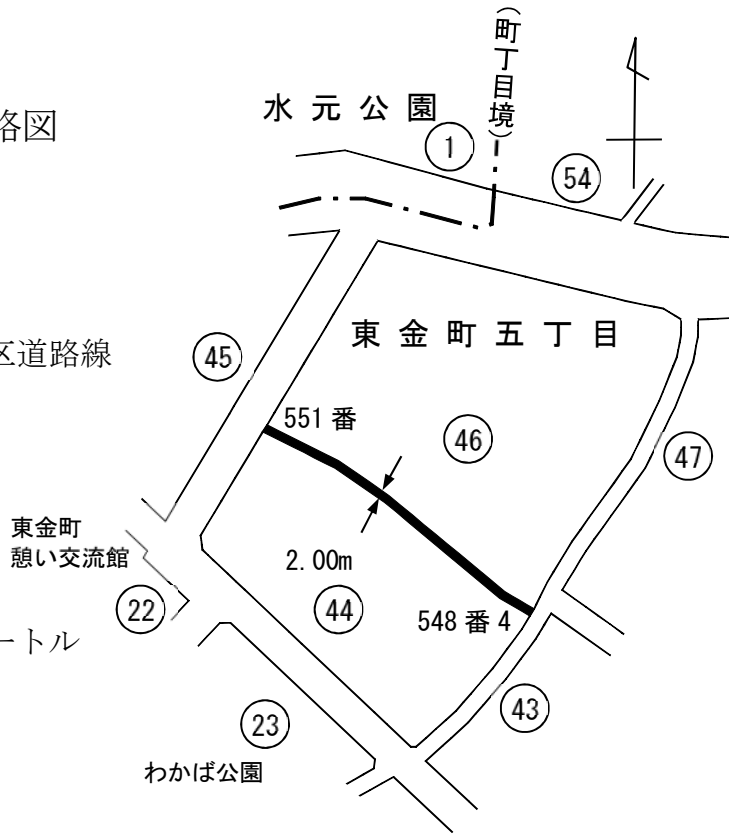 (町丁目境)
水元公園
略図
1
54
区道路線
45
東金町五丁目
551番
46
47
東金町
憩い交流館
2.00m
22
44
548番4
ートル
43
23
わかば公園